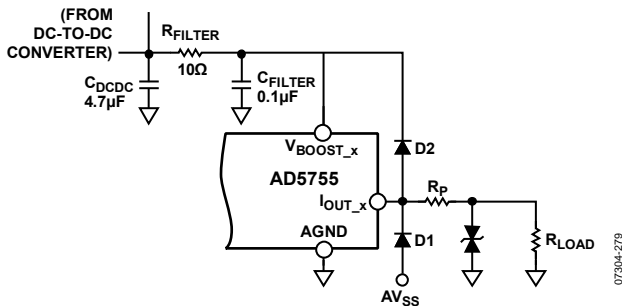 (FROM
DC-TO-DC
CONVERTER)
RFILTER
10Ω
CDCDC
4.7µF
CFILTER
0.1µF
VBOOST_x
AD5755
IOUT_x
AGND
D2
RP
D1
RLOAD
AVSS
07304-279